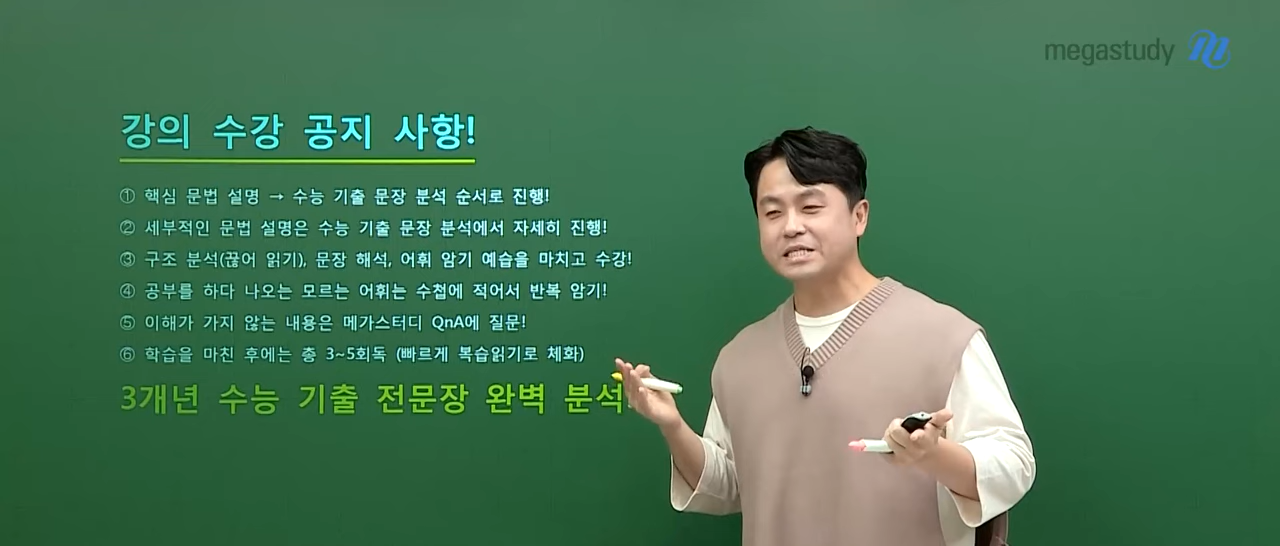 megastudy
강의 수강 공지 사항!
① 핵심 문법 설명 → 수능 기출 문장 분석 순서로 진행!
② 세부적인 문법 설명은 수능 기출 문장 분석에서 자세히 진행!
③ 구조 분석(끊어 읽기), 문장 해석, 어휘 암기 예습을 마치고 수강!
④ 공부를 하다 나오는 모르는 어휘는 수첩에 적어서 반복 암기!
⑤ 이해가 가지 않는 내용은 메가스터디 QnA에 질문!
⑥ 학습을 마친 후에는 총 3~5회독 (빠르게 복습읽기로 체화)
3개년 수능 기출 전문장 완벽 분석!